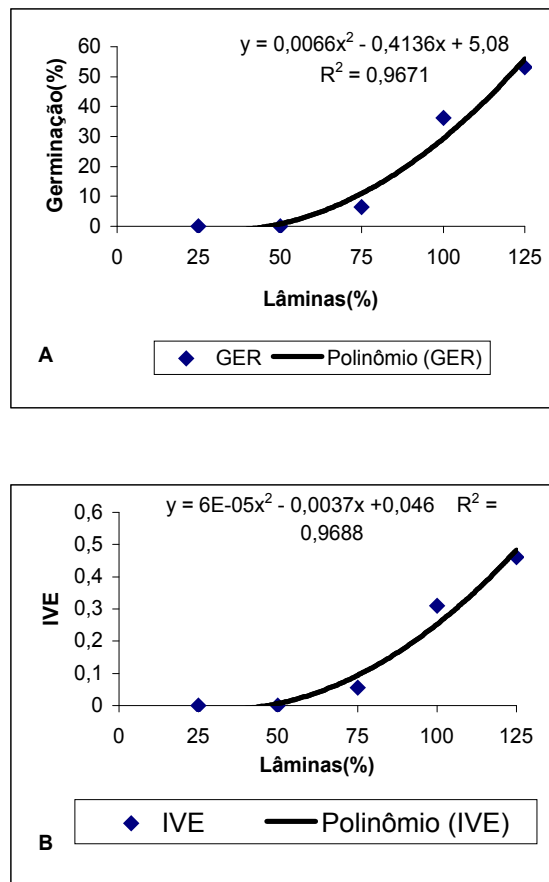 y = 0,0066x² - 0,4136x + 5,08
R² = 0,9671
Germinação(%)
60
50
40
30
20
10
0
0 25 50 75 100 125
Lâminas(%)
A
GER Polinômio (GER)
y = 6E-05x² - 0,0037x +0,046 R² =
0,9688
IVE
0,6
0,5
0,4
0,3
0,2
0,1
0
0 25 50 75 100 125
Lâminas(%)
IVE Polinômio (IVE)
B